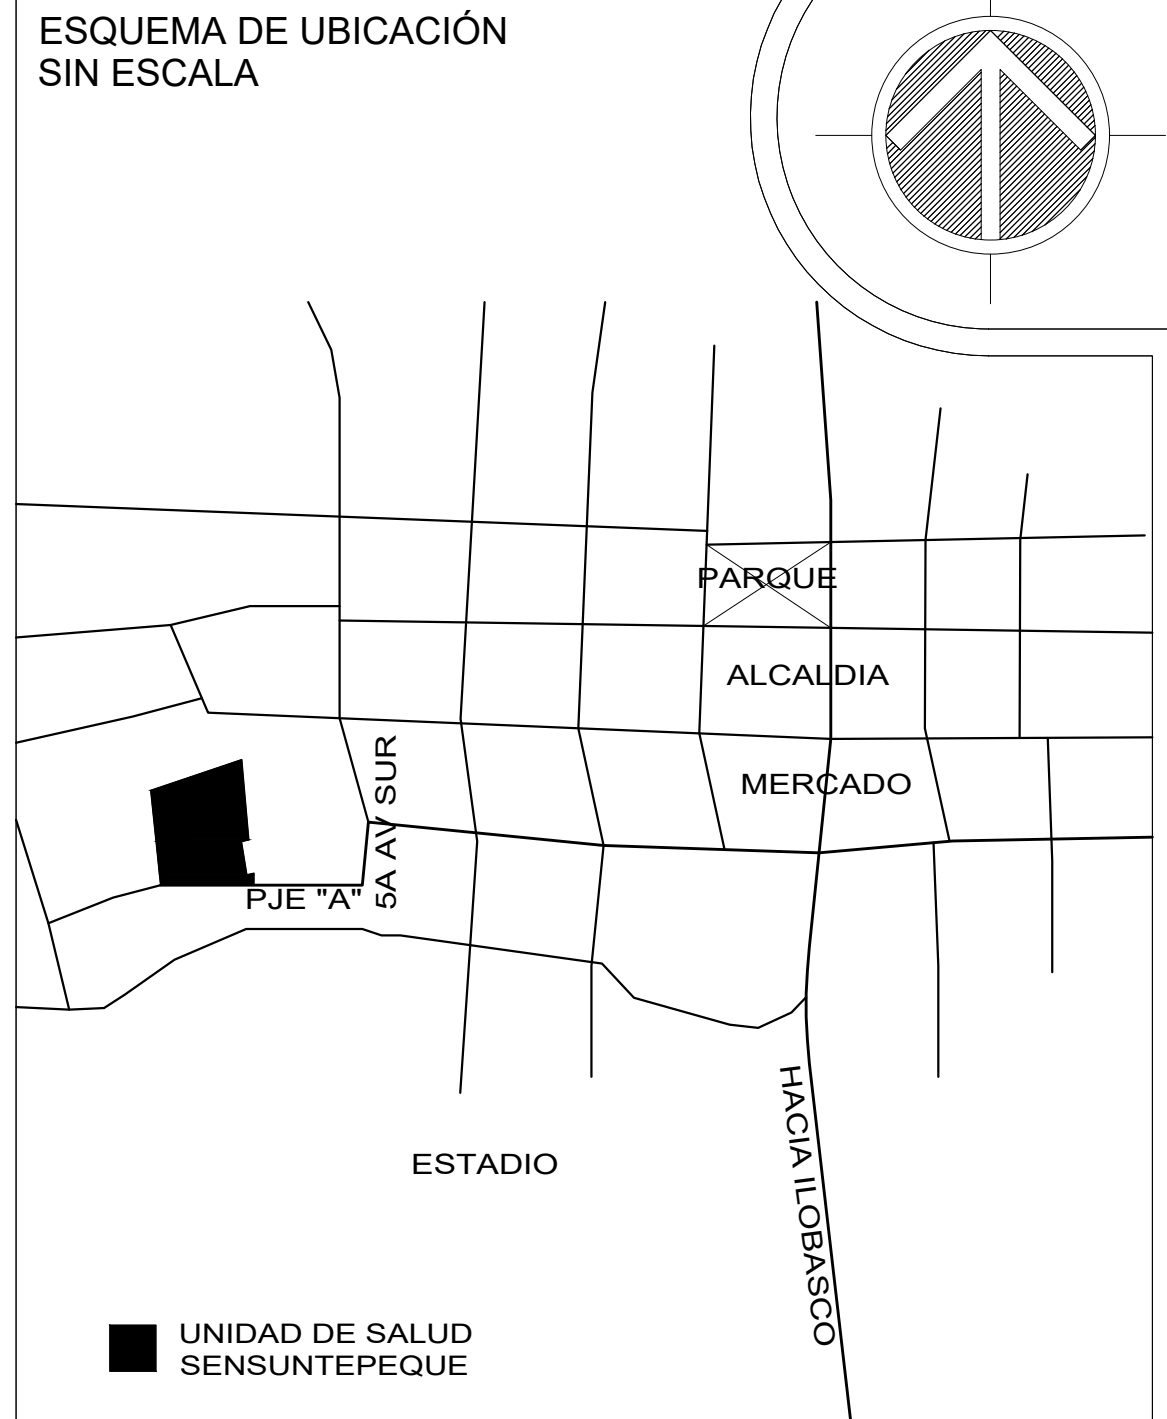 ESQUEMA DE UBICACIÓN
SIN ESCALA
PARQUE
ALCALDIA
MERCADO
5A AV SUR
PJE "A"
HACIA ILOBASCO
ESTADIO
UNIDAD DE SALUD
SENSUNTEPEQUE